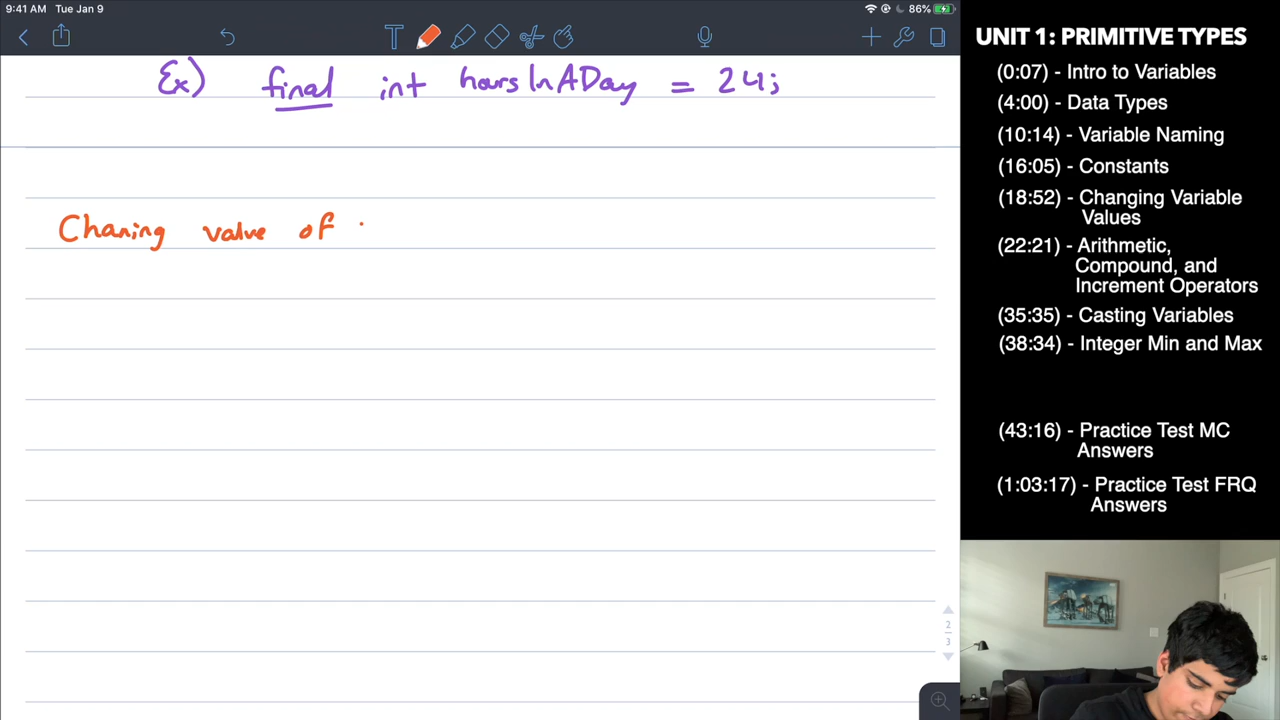 9:41 AM Tue Jan 9
86%
T
Ex) final int hoursInADay = 24;
Chaning value of
2
3
UNIT 1: PRIMITIVE TYPES
(0:07) - Intro to Variables
(4:00) - Data Types
(10:14) - Variable Naming
(16:05) - Constants
(18:52) - Changing Variable
Values
(22:21) - Arithmetic,
Compound, and
Increment Operators
(35:35) - Casting Variables
(38:34) - Integer Min and Max
(43:16) - Practice Test MC
Answers
(1:03:17) - Practice Test FRQ
Answers